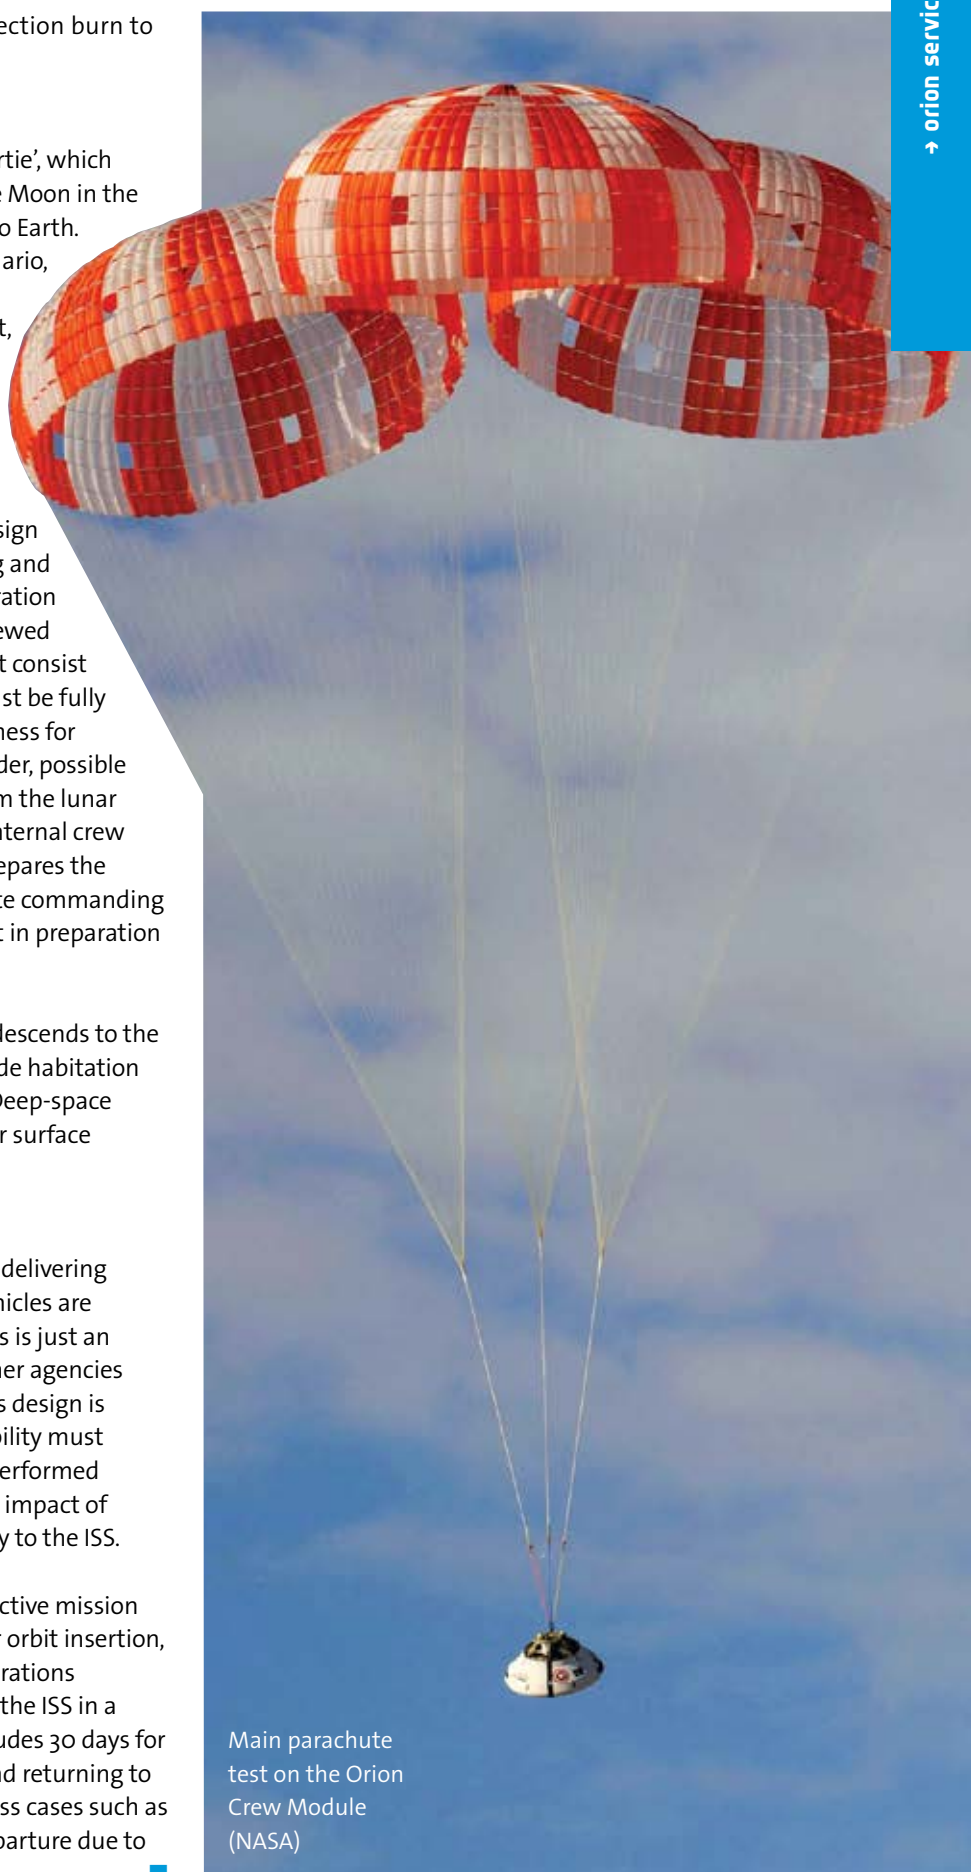 → orion servic
ection burn to
rtie’, which
e Moon in the
o Earth.
ario,
t,
sign
g and
ration
ewed
t consist
st be fully
ness for
der, possible
m the lunar
nternal crew
epares the
te commanding
t in preparation
descends to the
de habitation
Deep-space
r surface
delivering
hicles are
s is just an
her agencies
s design is
bility must
performed
impact of
y to the ISS.
ctive mission
r orbit insertion,
rations
the ISS in a
udes 30 days for
nd returning to
ss cases such as
parture due to
Main parachute
test on the Orion
Crew Module
(NASA)